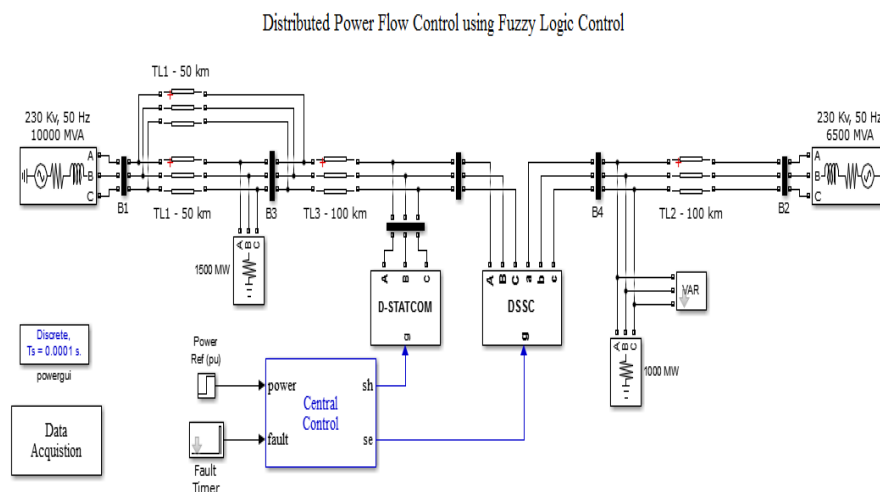 Distributed Power Flow Control using Fuzzy Logic Control
TL1 - 50 km
230 Kv, 50 Hz
10000 MVA
230 Kv, 50 Hz
6500 MVA
A
B
C
A
B
C
B1
TL1 - 50 km
B3
TL3 - 100 km
B4
TL2 - 100 km
B2
A B C
1500 MW
A B C
D-STATCOM
g
A B C a b c
DSSC
g
VAR
A B C
1000 MW
Discrete,
Ts = 0.0001 s.
powergui
Power
Ref (pu)
power
sh
Central
Control
fault
se
Fault
Timer
Data
Acquistion